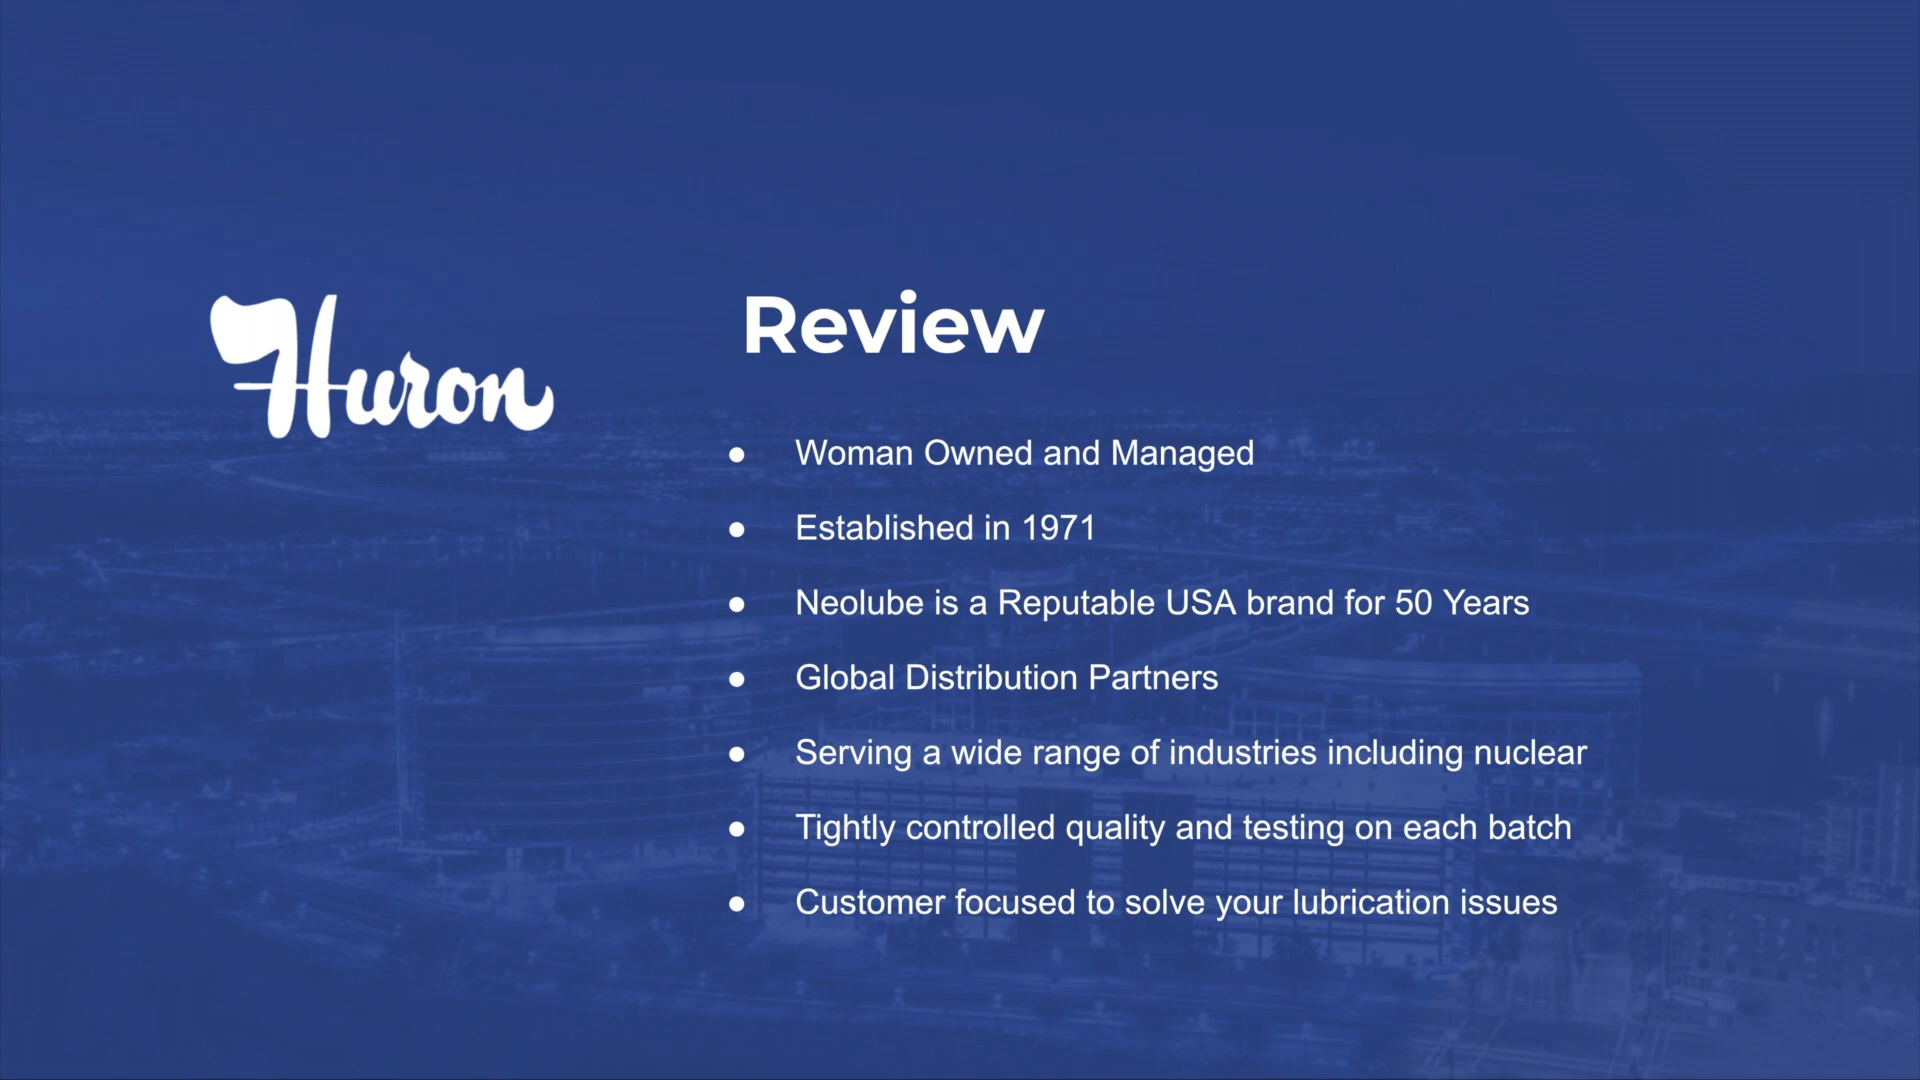 Huron
Review
● Woman Owned and Managed
● Established in 1971
● Neolube is a Reputable USA brand for 50 Years
● Global Distribution Partners
● Serving a wide range of industries including nuclear
● Tightly controlled quality and testing on each batch
● Customer focused to solve your lubrication issues